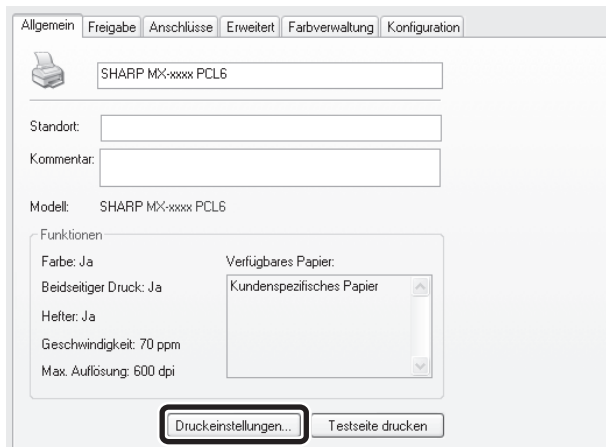 Allgemein Freigabe Anschlüsse Erweitert Farbverwaltung Konfiguration
SHARP MX-xxxx PCL6
Standort:
Kommentar:
Modell: SHARP MX-xxxx PCL6
Funktionen
Farbe: Ja Verfügbares Papier:
Beidseitiger Druck: Ja Kundenspezifisches Papier
Hefter: Ja
Geschwindigkeit: 70 ppm
Max. Auflösung: 600 dpi
Druckeinstellungen... Testseite drucken